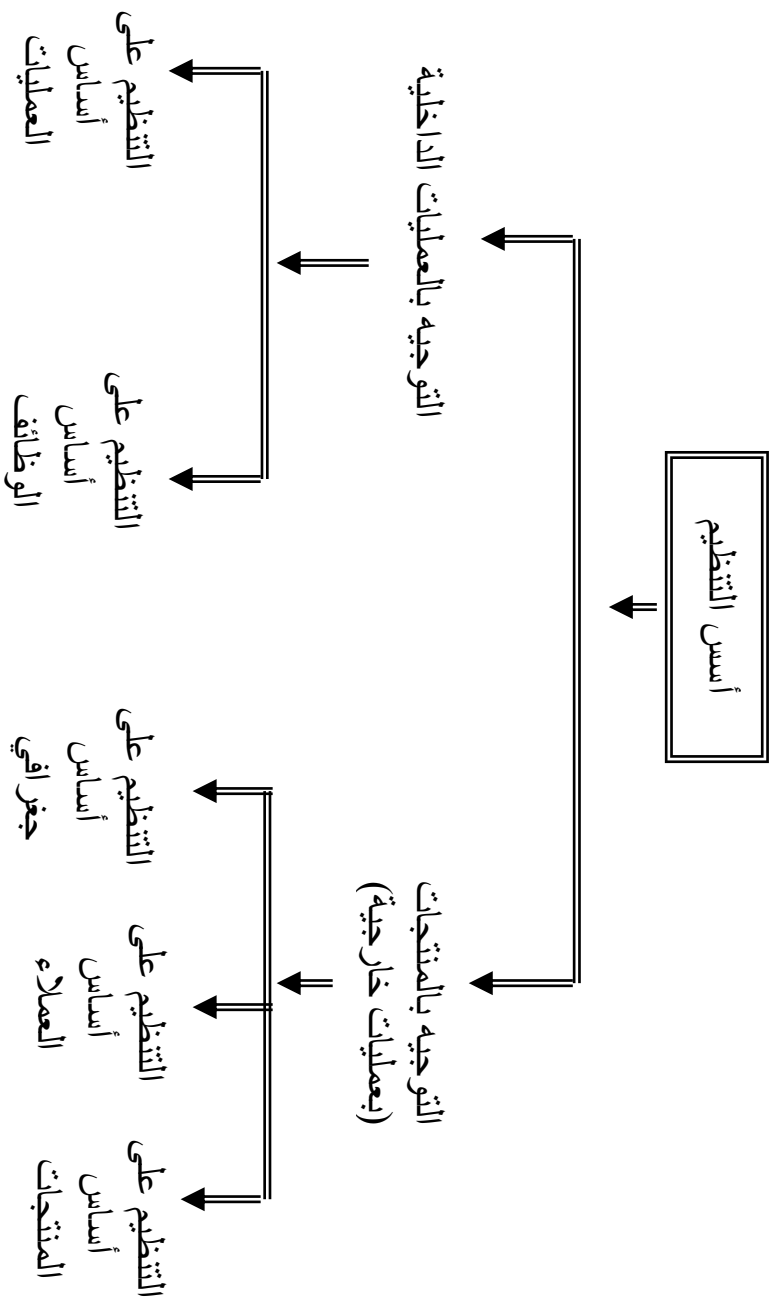 أسس التنظيم
التوجيه بالمنتجات
(بعمليات خارجية)
التوجيه بالعمليات الداخلية
التنظيم على
أساس
المنتجات
التنظيم على
أساس
العملاء
التنظيم على
أساس
جغرافي
التنظيم على
أساس
الوظائف
التنظيم على
أساس
العمليات